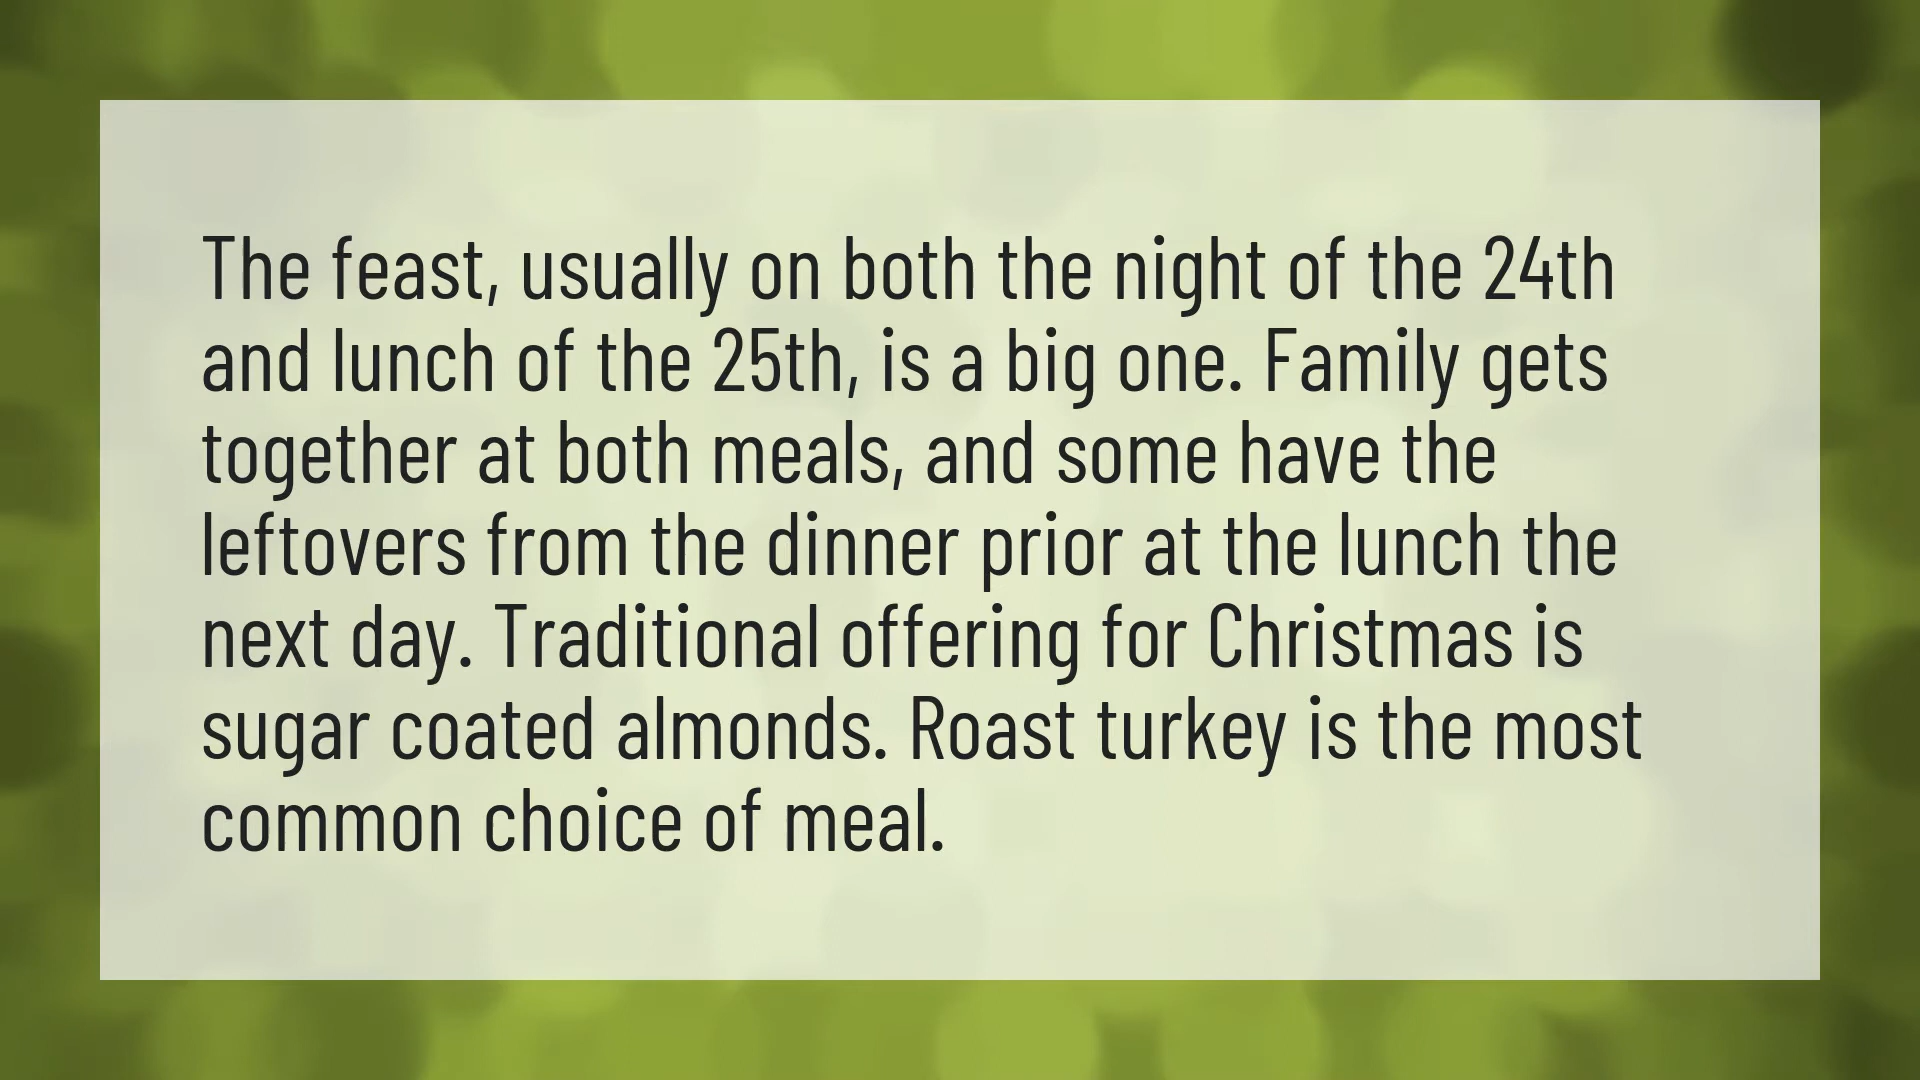 The feast, usually on both the night of the 24th
and lunch of the 25th, is a big one. Family gets
together at both meals, and some have the
leftovers from the dinner prior at the lunch the
next day. Traditional offering for Christmas is
sugar coated almonds. Roast turkey is the most
common choice of meal.